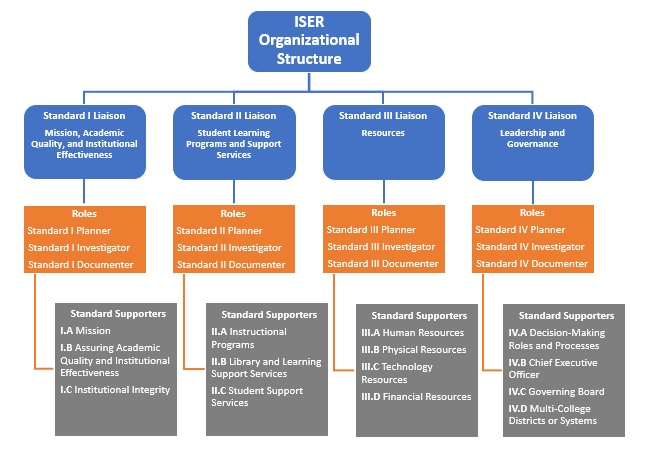 ISER
Organizational
Structure
Standard I Liaison
Mission, Academic
Quality, and Institutional
Effectiveness
Standard II Liaison
Student Learning
Programs and Support
Services
Standard III Liaison
Resources
Standard IV Liaison
Leadership and
Governance
Roles
Standard I Planner
Standard I Investigator
Standard I Documenter
Roles
Standard II Planner
Standard II Investigator
Standard II Documenter
Roles
Standard III Planner
Standard III Investigator
Standard III Documenter
Roles
Standard IV Planner
Standard IV Investigator
Standard IV Documenter
Standard Supporters
I.A Mission
I.B Assuring Academic
Quality and Institutional
Effectiveness
I.C Institutional Integrity
Standard Supporters
II.A Instructional
Programs
II.B Library and Learning
Support Services
II.C Student Support
Services
Standard Supporters
III.A Human Resources
III.B Physical Resources
III.C Technology
Resources
III.D Financial Resources
Standard Supporters
IV.A Decision-Making
Roles and Processes
IV.B Chief Executive
Officer
IV.C Governing Board
IV.D Multi-College
Districts or Systems